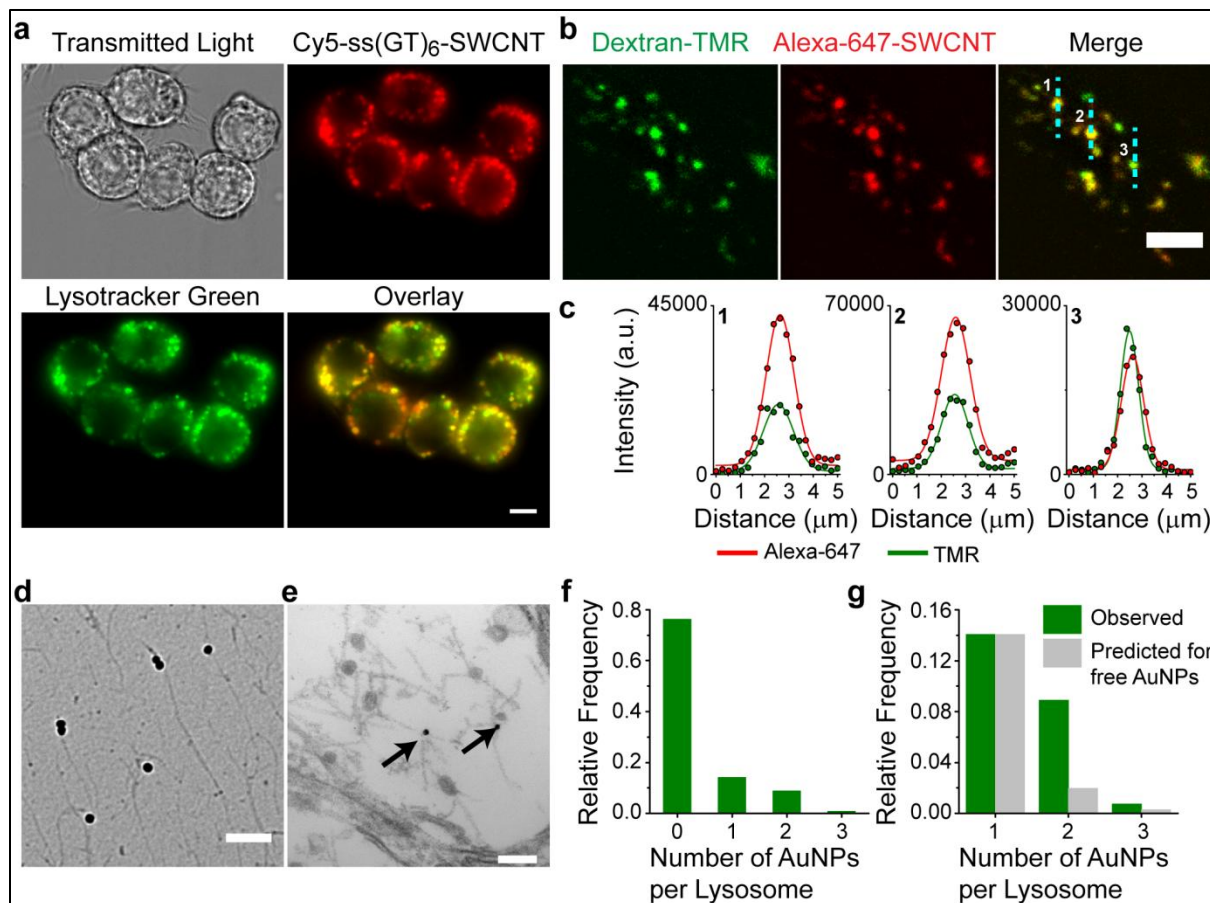 a
Transmitted Light
Cy5-ss(GT)6-SWCNT
Lysotracker Green
Overlay
b
Dextran-TMR
Alexa-647-SWCNT
Merge
1
2
3
c
Intensity (a.u.)
45000
0
1
0 1 2 3 4 5
Distance (μm)
70000
0
2
0 1 2 3 4 5
Distance (μm)
30000
0
3
0 1 2 3 4 5
Distance (μm)
Alexa-647
TMR
d
e
f
Relative Frequency
0.8
0.6
0.4
0.2
0.0
0 1 2 3
Number of AuNPs
per Lysosome
g
Relative Frequency
0.16
0.12
0.08
0.04
0.00
Observed
Predicted for
free AuNPs
1 2 3
Number of AuNPs
per Lysosome